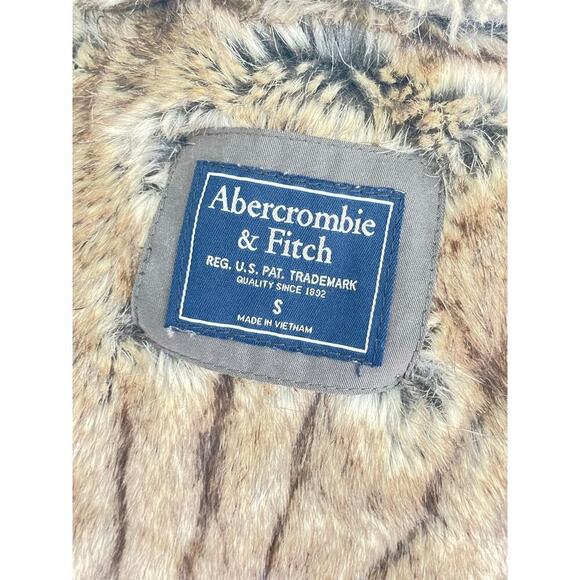 Abercrombie
& Fitch
REG. U.S. PAT. TRADEMARK
QUALITY SINCE 1892
S
MADE IN VIETNAM